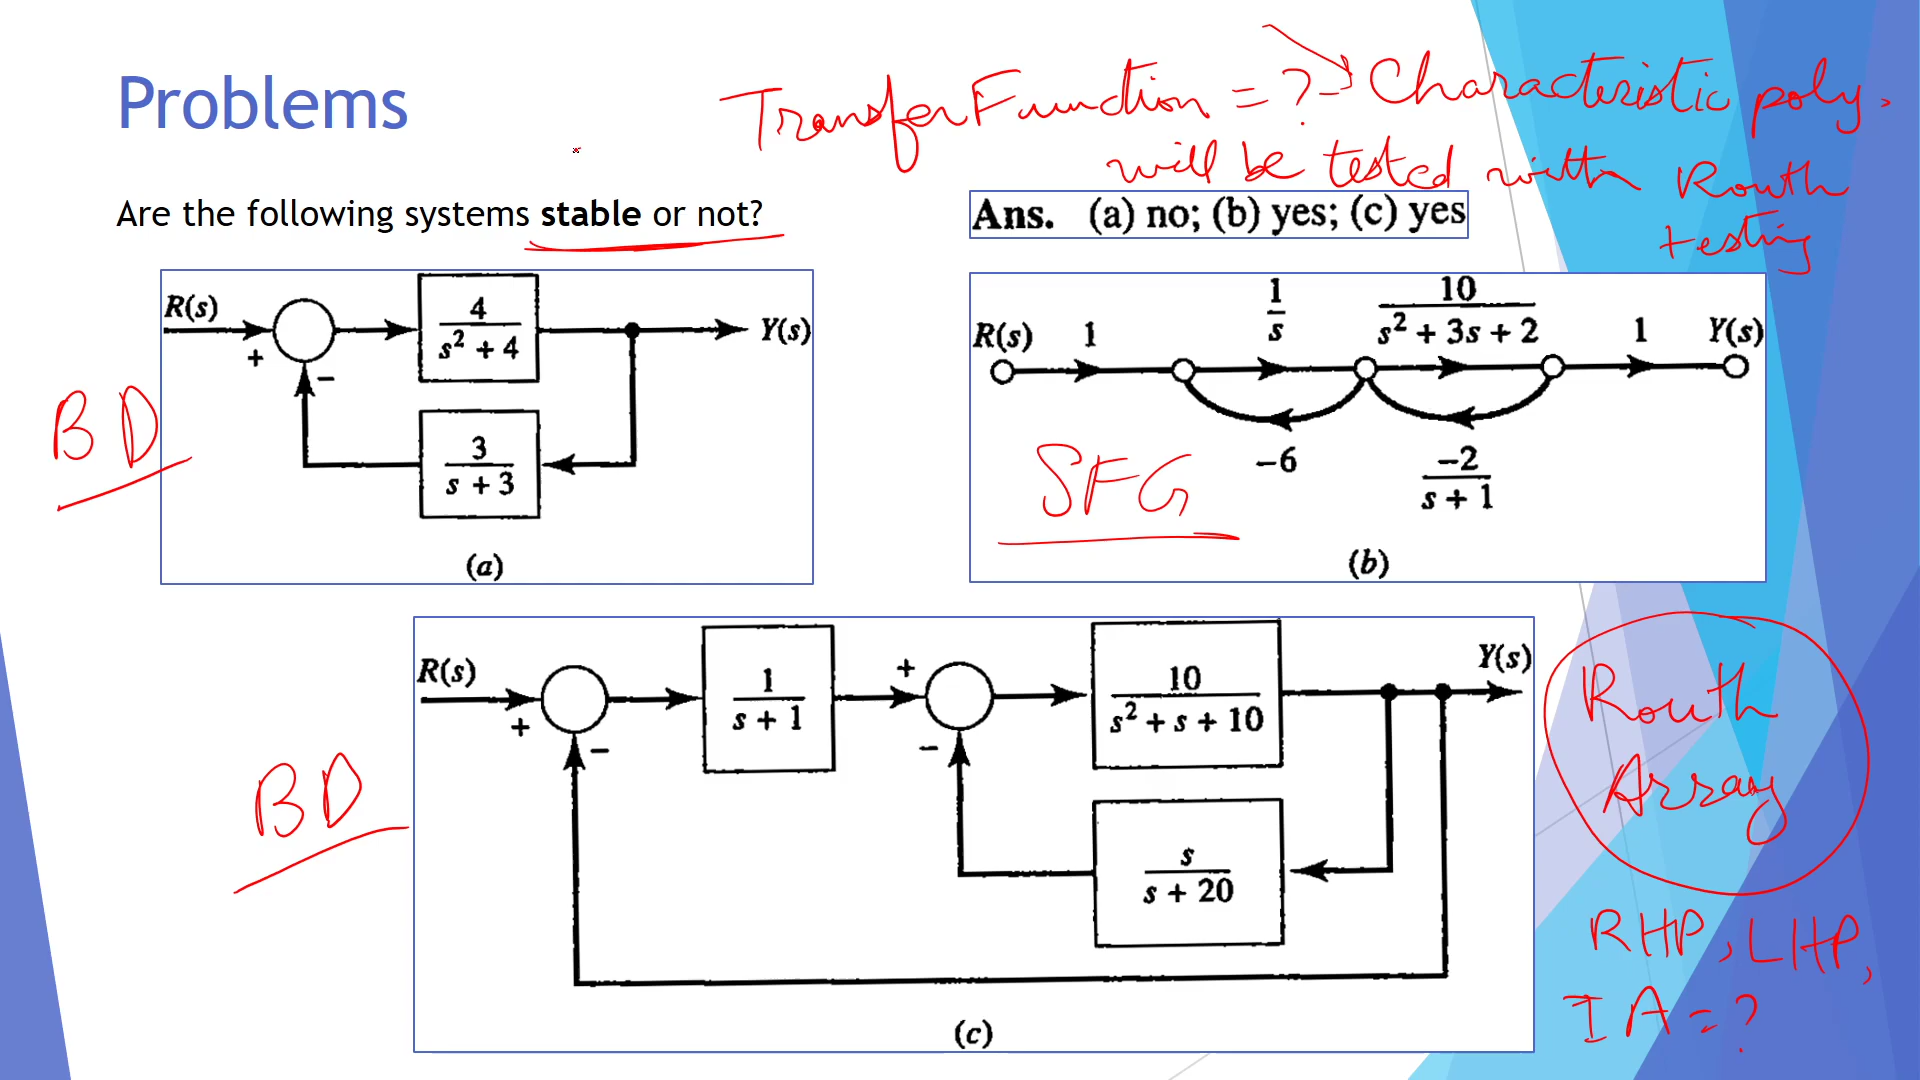 Problems
Transfer Function = ? → Characteristic poly.
will be tested with Routh
testing
Are the following systems stable or not?
Ans. (a) no; (b) yes; (c) yes
R(s)
+
−
4
s² + 4
Y(s)
3
s + 3
(a)
BD
R(s)
1
1
s
10
s² + 3s + 2
1
Y(s)
−6
−2
s + 1
SFG
(b)
R(s)
+
−
1
s + 1
+
−
10
s² + s + 10
Y(s)
s
s + 20
(c)
BD
Routh
Array
RHP, LHP,
IA = ?